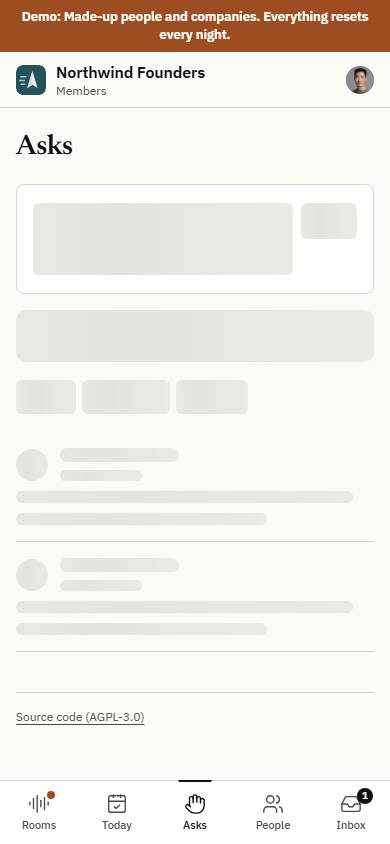 Demo: Made-up people and companies. Everything resets
every night.
Northwind Founders
Members
Asks
Source code (AGPL-3.0)
1
Rooms
Today
Asks
People
Inbox